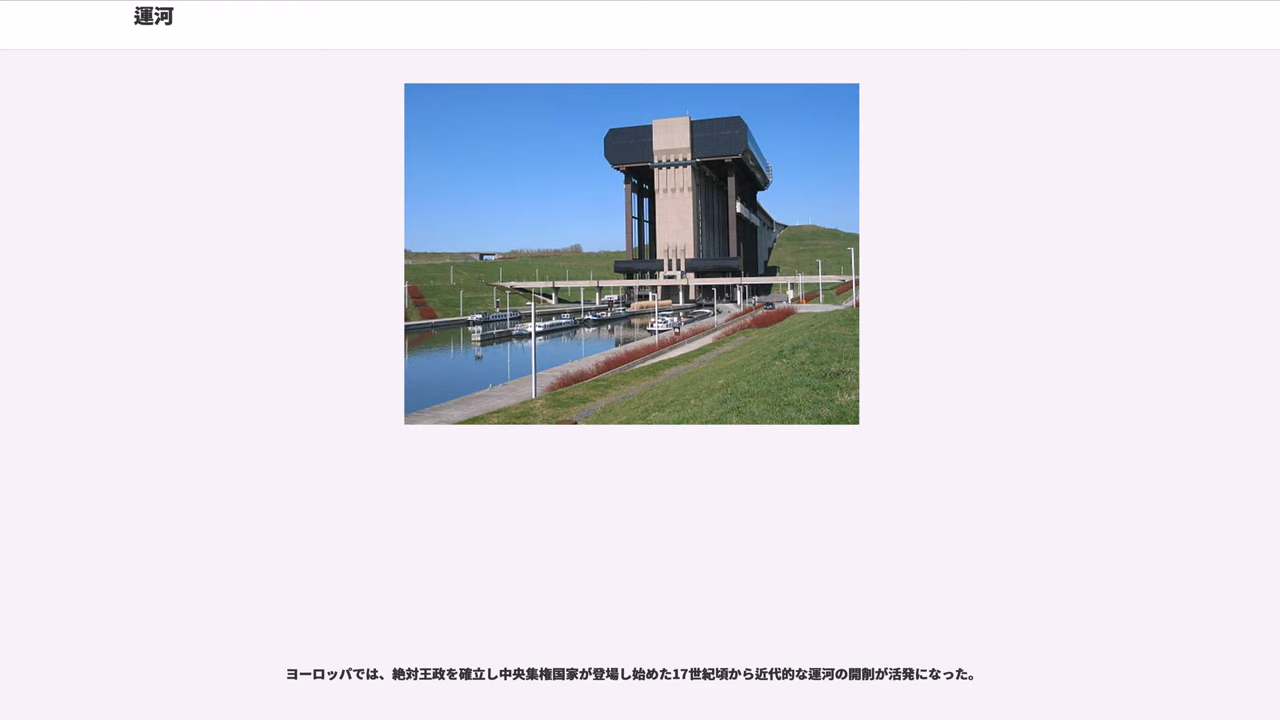 運河
ヨーロッパでは、絶対王政を確立し中央集権国家が登場し始めた17世紀頃から近代的な運河の開削が活発になった。